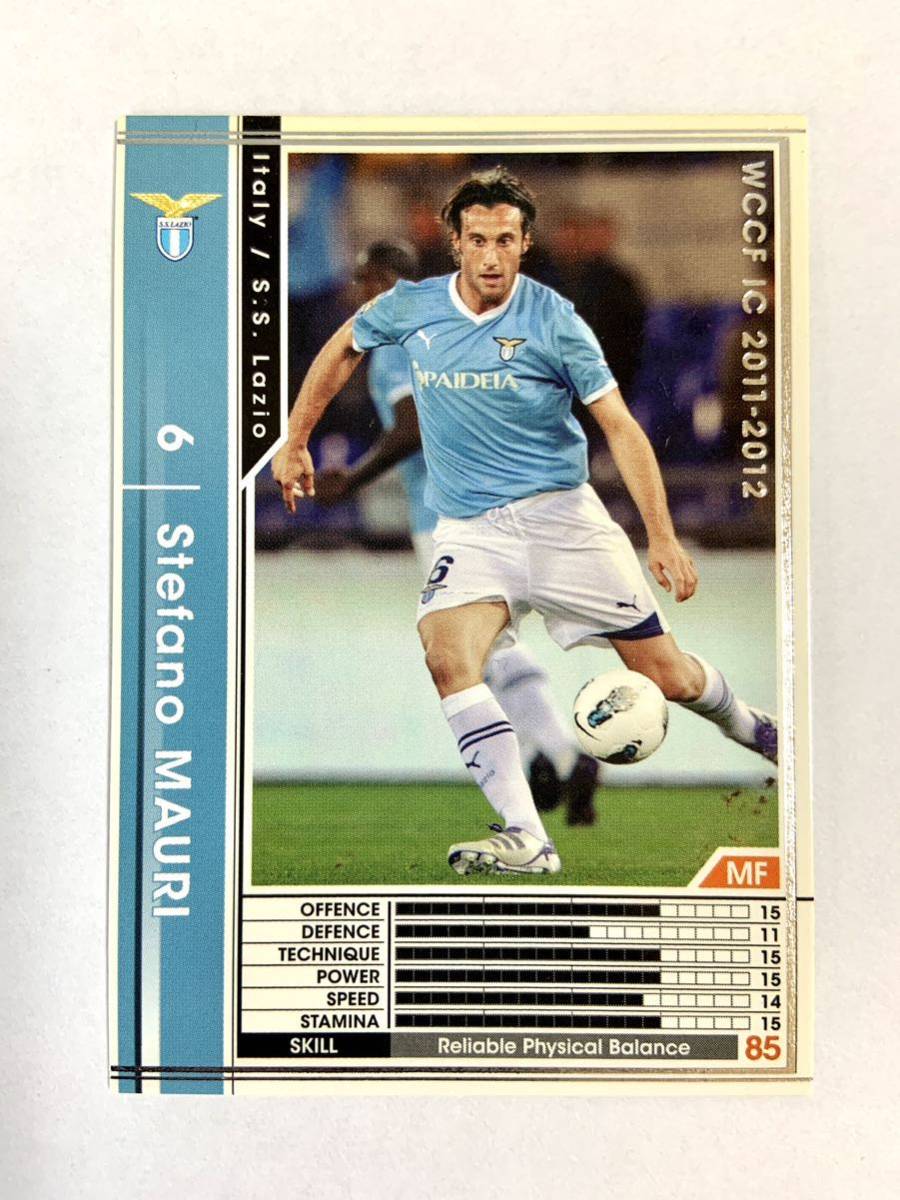 S.S. LAZIO
Italy / S.S. Lazio
WCCF IC 2011-2012
6 Stefano MAURI
PAIDEIA
6
MF
OFFENCE 15
DEFENCE 11
TECHNIQUE 15
POWER 15
SPEED 14
STAMINA 15
SKILL Reliable Physical Balance 85